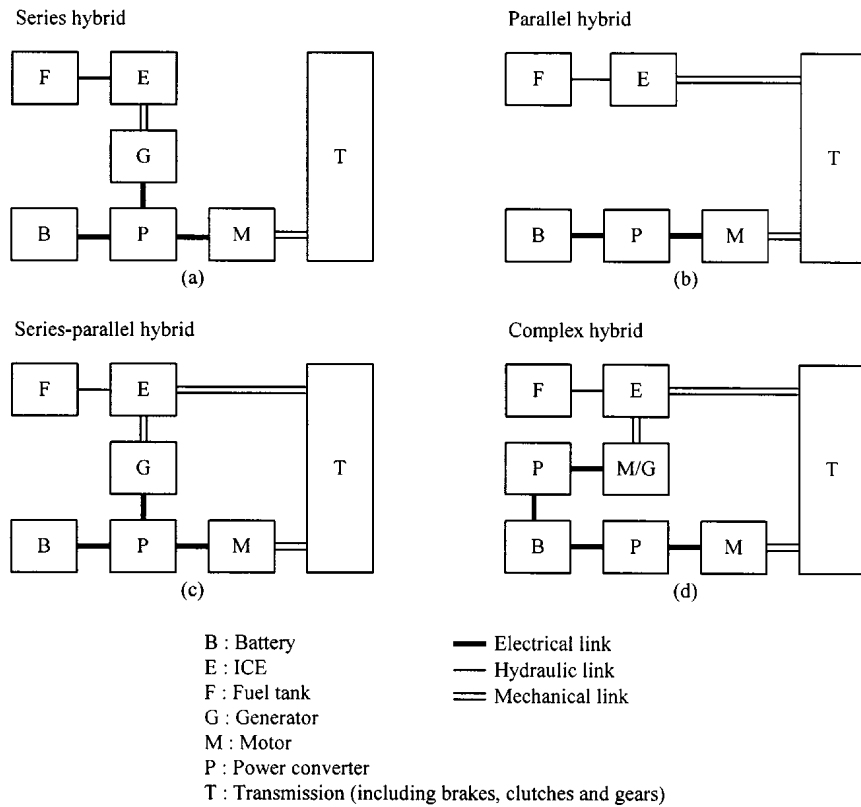 Series hybrid
F
E
G
T
B
P
M
(a)
Parallel hybrid
F
E
T
B
P
M
(b)
Series-parallel hybrid
F
E
G
T
B
P
M
(c)
Complex hybrid
F
E
P
M/G
T
B
P
M
(d)
B : Battery
E : ICE
F : Fuel tank
G : Generator
M : Motor
P : Power converter
T : Transmission (including brakes, clutches and gears)
Electrical link
Hydraulic link
Mechanical link